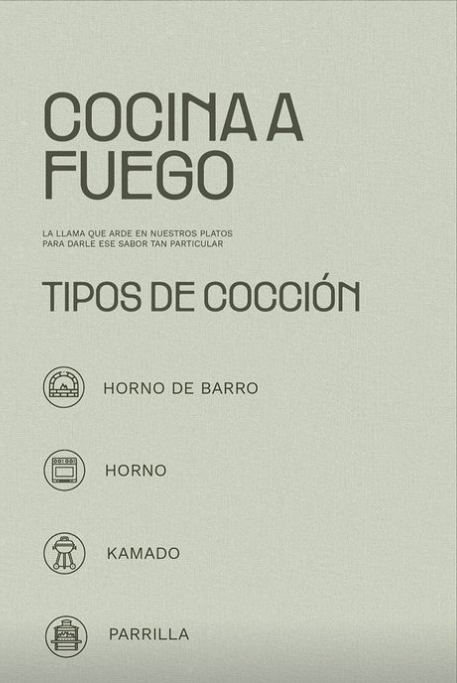 COCINA A
FUEGO
LA LLAMA QUE ARDE EN NUESTROS PLATOS
PARA DARLE ESE SABOR TAN PARTICULAR
TIPOS DE COCCIÓN
HORNO DE BARRO
HORNO
KAMADO
PARRILLA